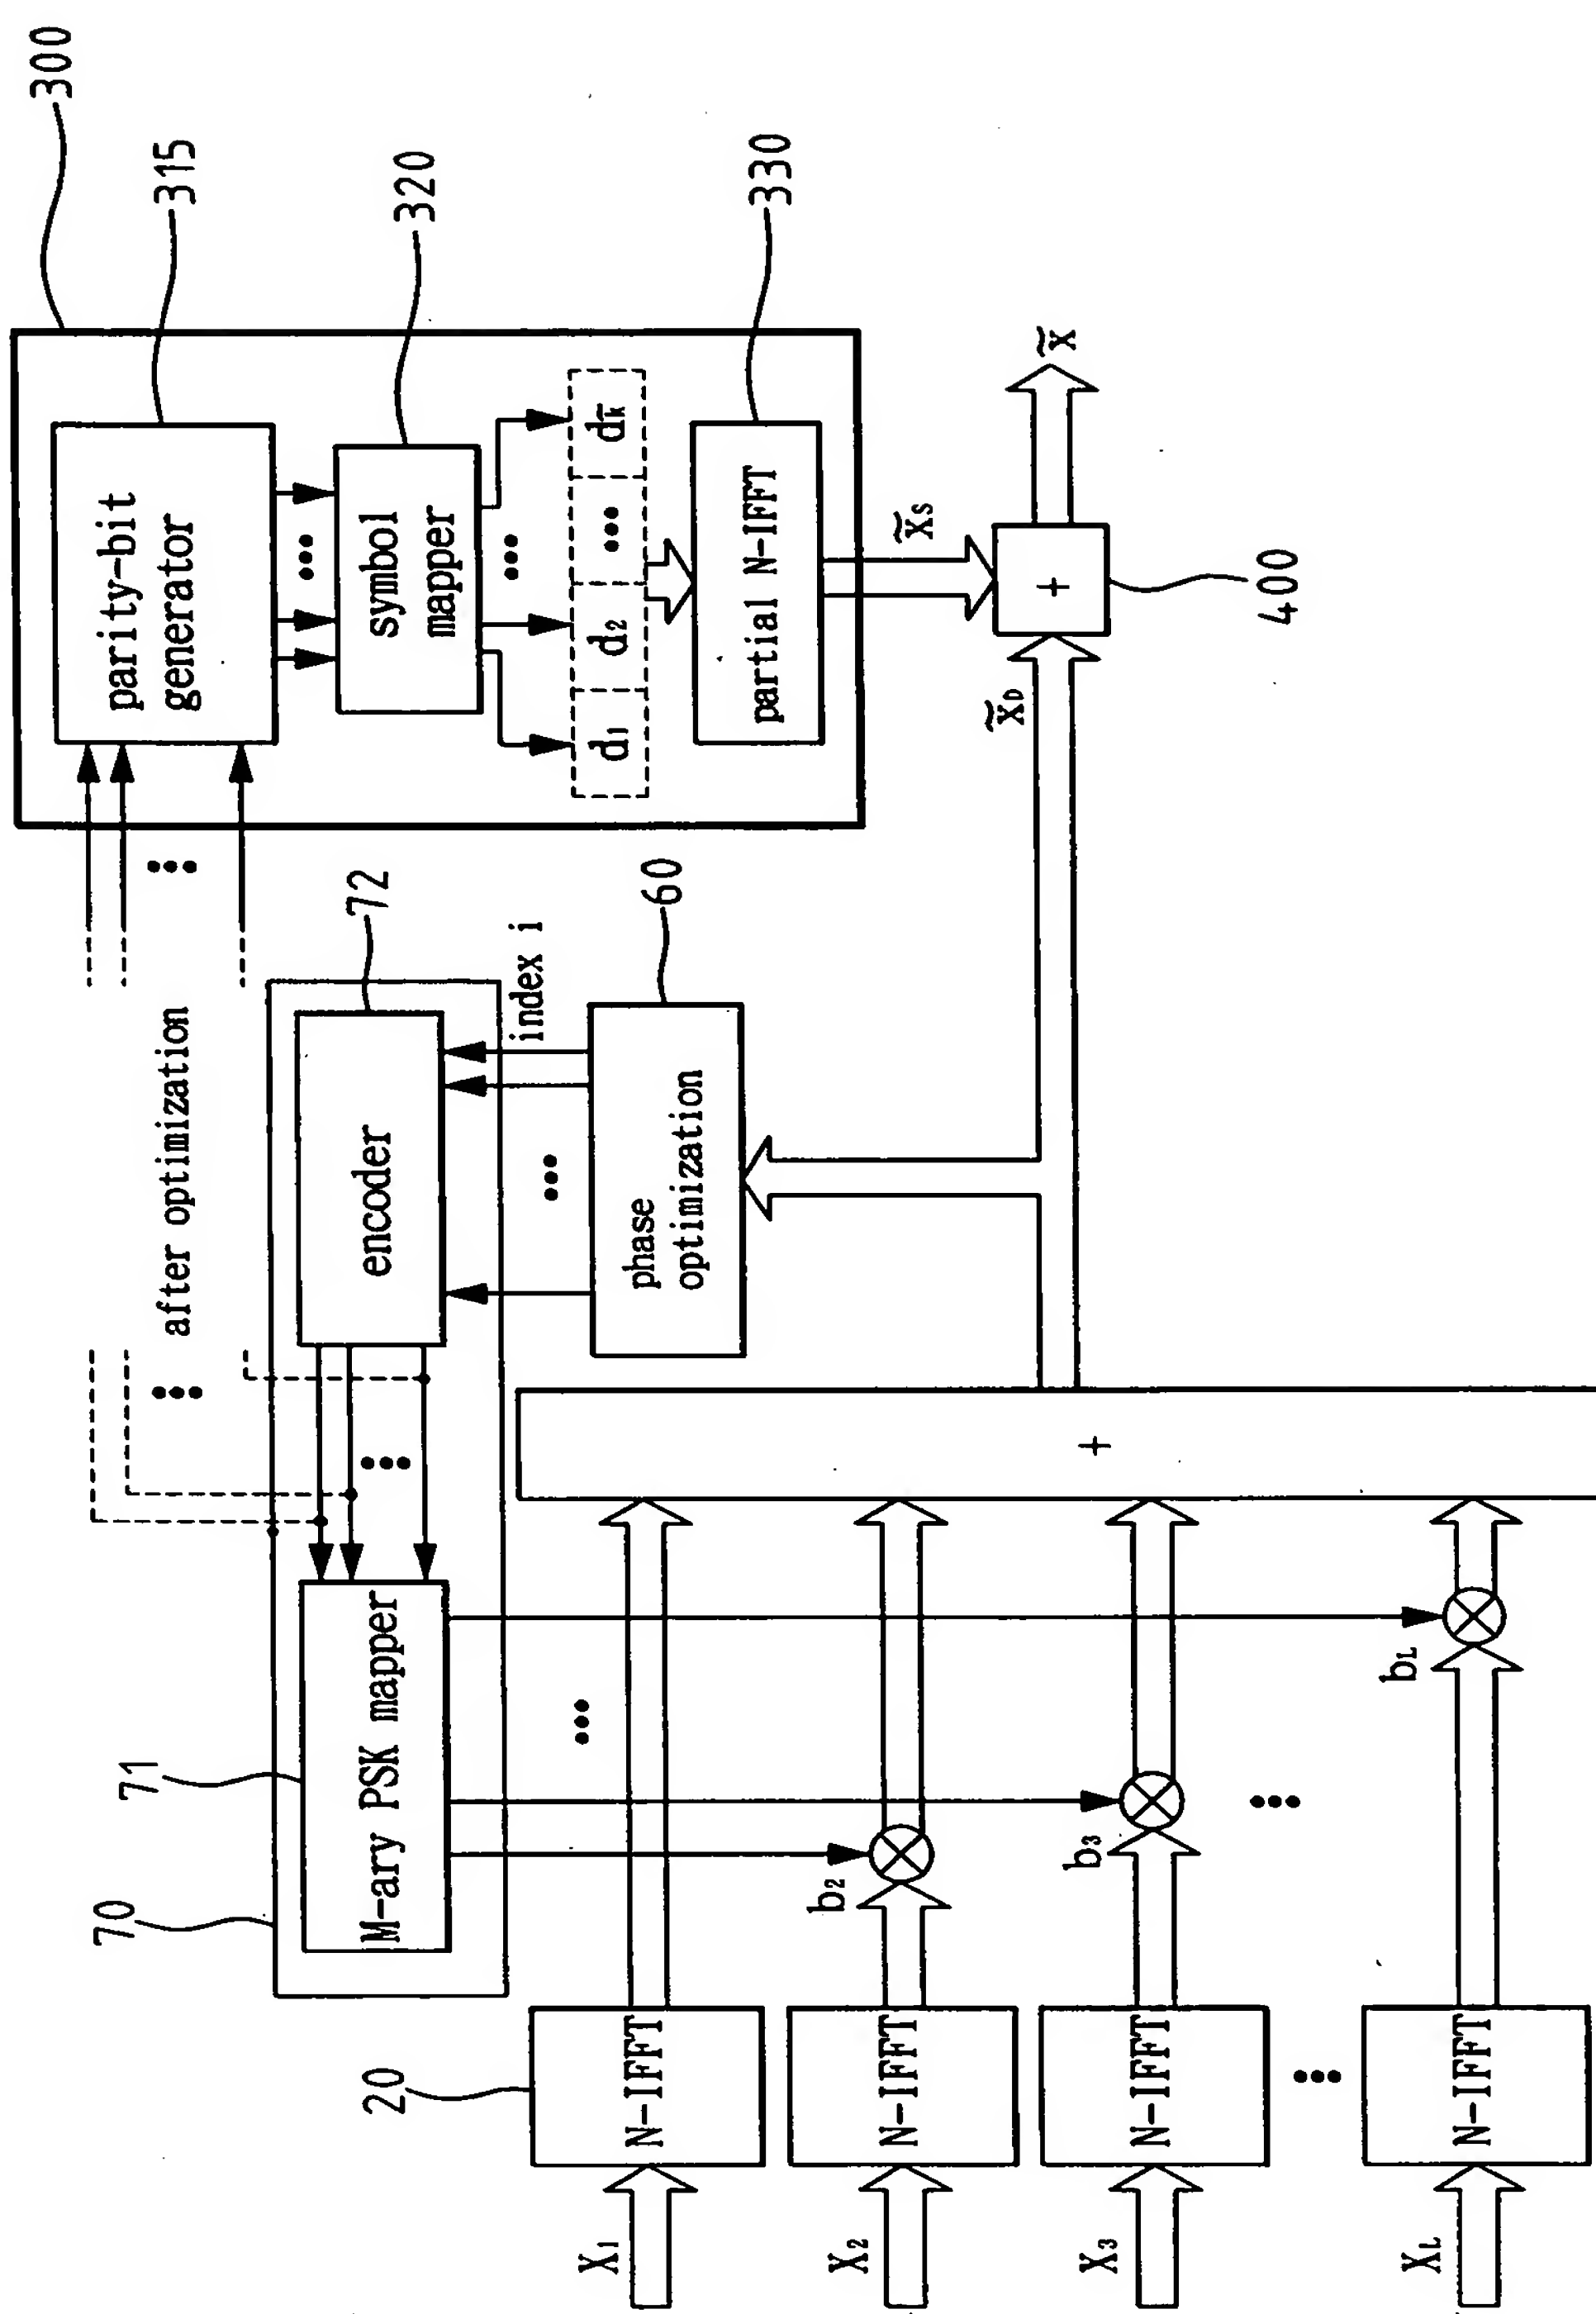 300
315
parity-bit
generator
320
symbol
mapper
d₁ d₂ ••• dk̃
330
partial N-IFFT
x̃s
+
400
x̃
x̃D
after optimization
70
71
M-ary PSK mapper
72
encoder
index i
60
phase
optimization
+
20
X₁
N-IFFT
X₂
N-IFFT
b₂
X₃
N-IFFT
b₃
XL
N-IFFT
bL